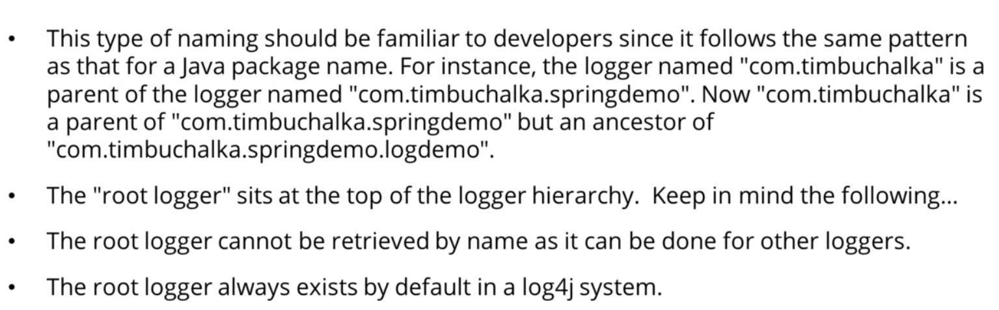 • This type of naming should be familiar to developers since it follows the same pattern
as that for a Java package name. For instance, the logger named "com.timbuchalka" is a
parent of the logger named "com.timbuchalka.springdemo". Now "com.timbuchalka" is
a parent of "com.timbuchalka.springdemo" but an ancestor of
"com.timbuchalka.springdemo.logdemo".
• The "root logger" sits at the top of the logger hierarchy.  Keep in mind the following...
• The root logger cannot be retrieved by name as it can be done for other loggers.
• The root logger always exists by default in a log4j system.